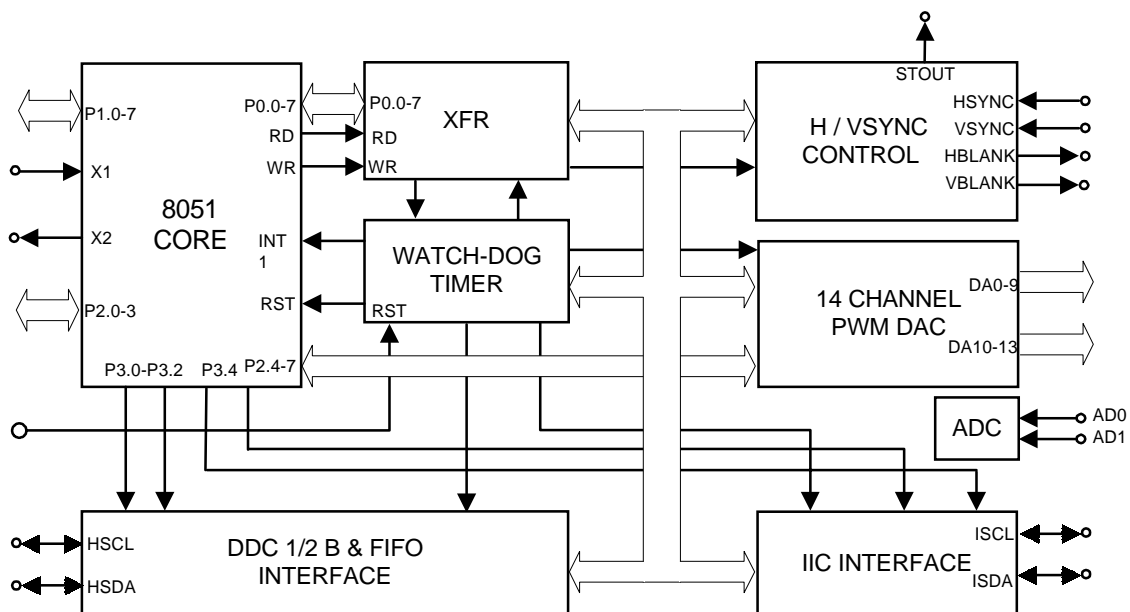 STOUT
P1.0-7
P0.0-7
P0.0-7
RD
RD
WR
WR
X1
X2
8051
CORE
INT
1
RST
P2.0-3
P3.0-P3.2
P3.4
P2.4-7
XFR
WATCH-DOG
TIMER
RST
H / VSYNC
CONTROL
HSYNC
VSYNC
HBLANK
VBLANK
14 CHANNEL
PWM DAC
DA0-9
DA10-13
ADC
AD0
AD1
HSCL
HSDA
DDC 1/2 B & FIFO
INTERFACE
IIC INTERFACE
ISCL
ISDA